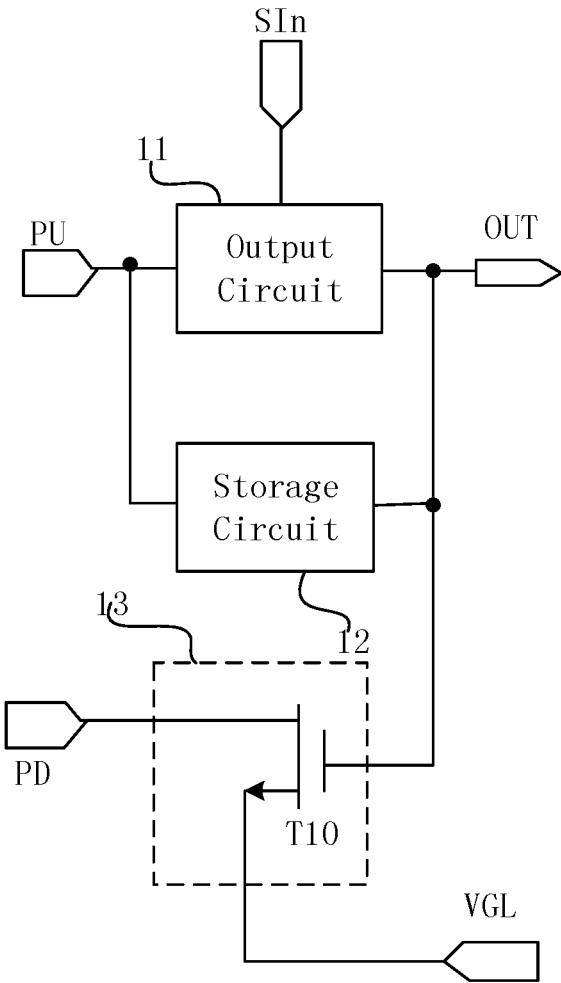 SIn
11
PU
Output
Circuit
OUT
Storage
Circuit
13
12
PD
T10
VGL